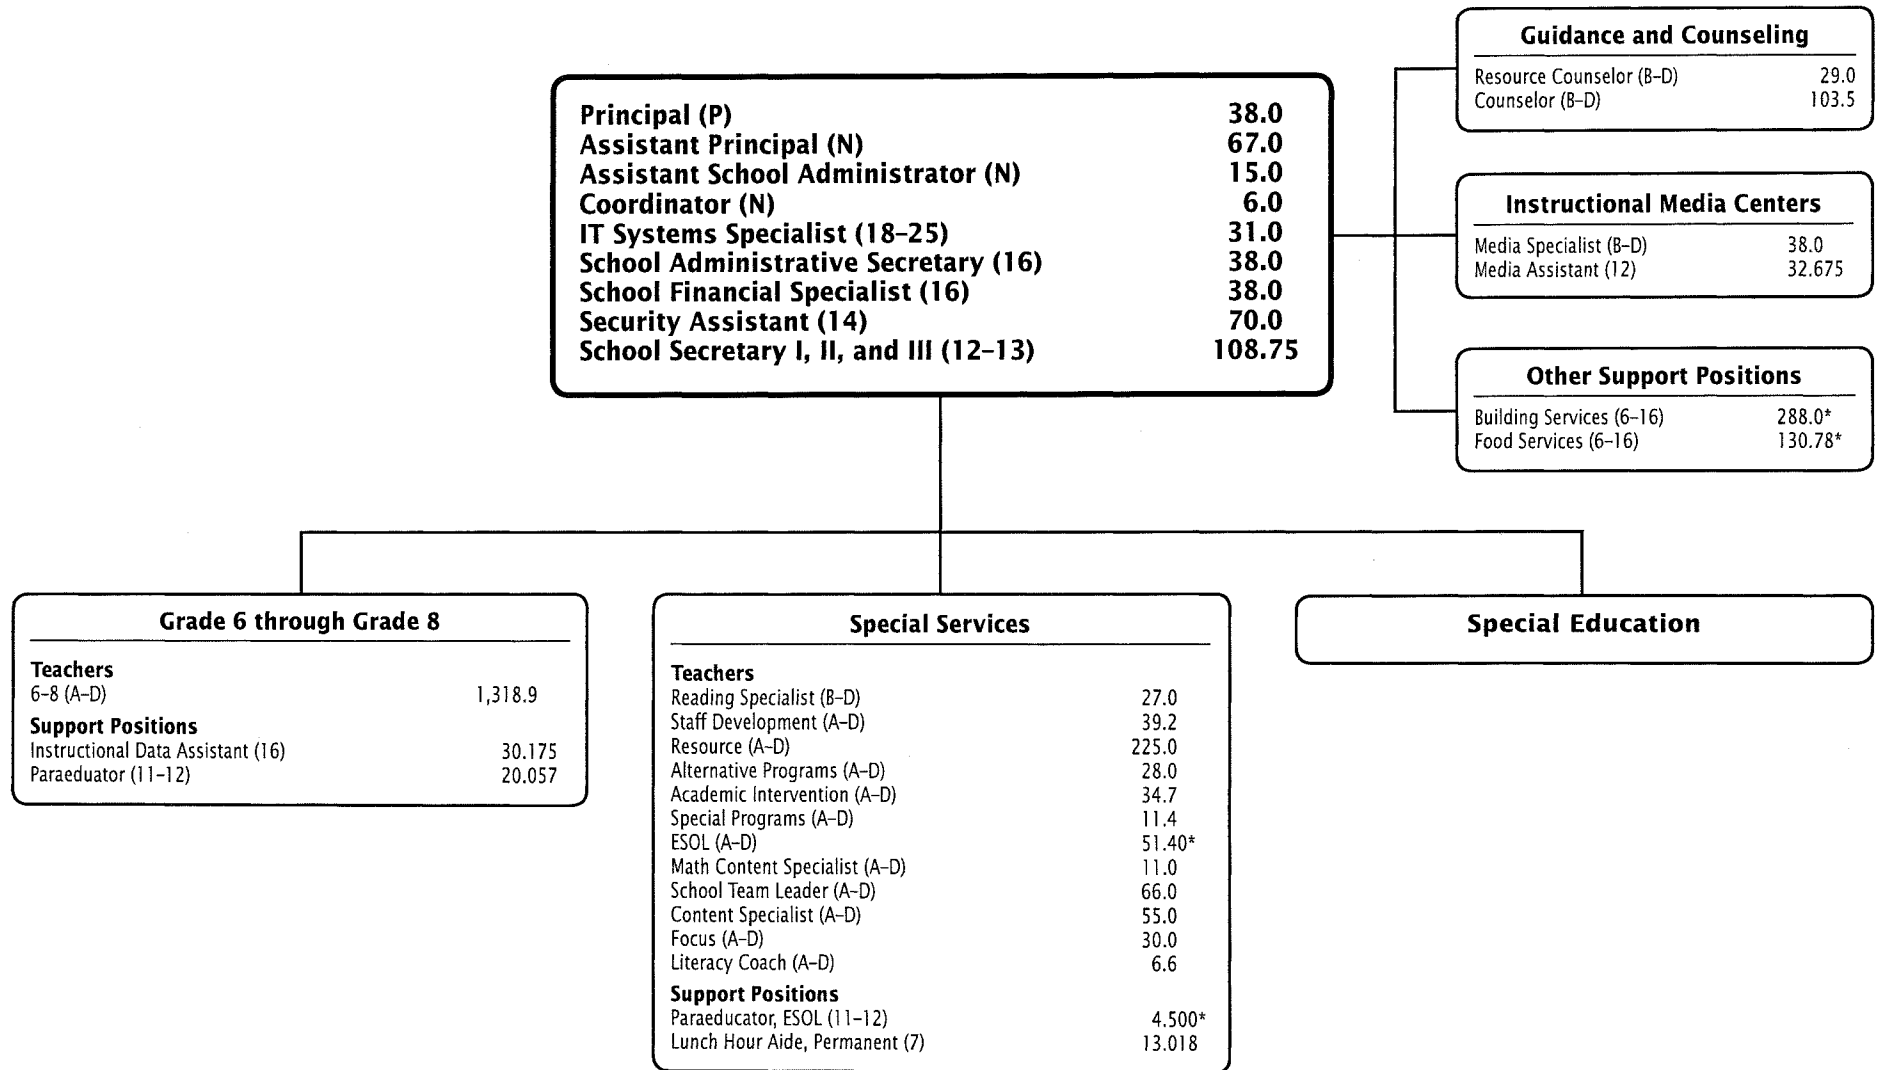 Guidance and Counseling
Resource Counselor (B–D) 29.0
Counselor (B–D) 103.5
Principal (P) 38.0
Assistant Principal (N) 67.0
Assistant School Administrator (N) 15.0
Coordinator (N) 6.0
IT Systems Specialist (18–25) 31.0
School Administrative Secretary (16) 38.0
School Financial Specialist (16) 38.0
Security Assistant (14) 70.0
School Secretary I, II, and III (12–13) 108.75
Instructional Media Centers
Media Specialist (B–D) 38.0
Media Assistant (12) 32.675
Other Support Positions
Building Services (6–16) 288.0*
Food Services (6–16) 130.78*
Grade 6 through Grade 8
Teachers
6–8 (A–D) 1,318.9
Support Positions
Instructional Data Assistant (16) 30.175
Paraeduator (11–12) 20.057
Special Services
Teachers
Reading Specialist (B–D) 27.0
Staff Development (A–D) 39.2
Resource (A–D) 225.0
Alternative Programs (A–D) 28.0
Academic Intervention (A–D) 34.7
Special Programs (A–D) 11.4
ESOL (A–D) 51.40*
Math Content Specialist (A–D) 11.0
School Team Leader (A–D) 66.0
Content Specialist (A–D) 55.0
Focus (A–D) 30.0
Literacy Coach (A–D) 6.6
Support Positions
Paraeducator, ESOL (11–12) 4.500*
Lunch Hour Aide, Permanent (7) 13.018
Special Education